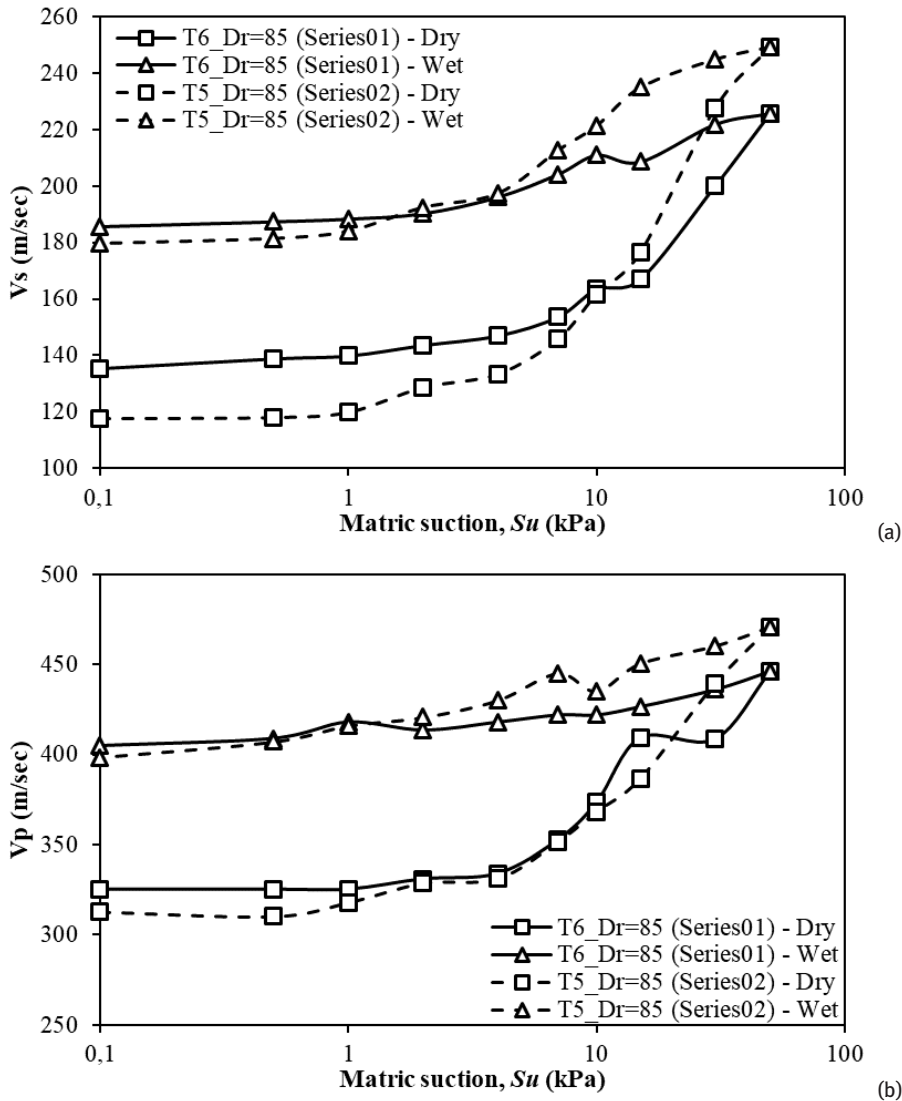 260
240
220
200
180
160
140
120
100
Vs (m/sec)
T6_Dr=85 (Series01) - Dry
T6_Dr=85 (Series01) - Wet
T5_Dr=85 (Series02) - Dry
T5_Dr=85 (Series02) - Wet
0,1 1 10 100
Matric suction, Su (kPa)
(a)
500
450
400
350
300
250
Vp (m/sec)
T6_Dr=85 (Series01) - Dry
T6_Dr=85 (Series01) - Wet
T5_Dr=85 (Series02) - Dry
T5_Dr=85 (Series02) - Wet
0,1 1 10 100
Matric suction, Su (kPa)
(b)